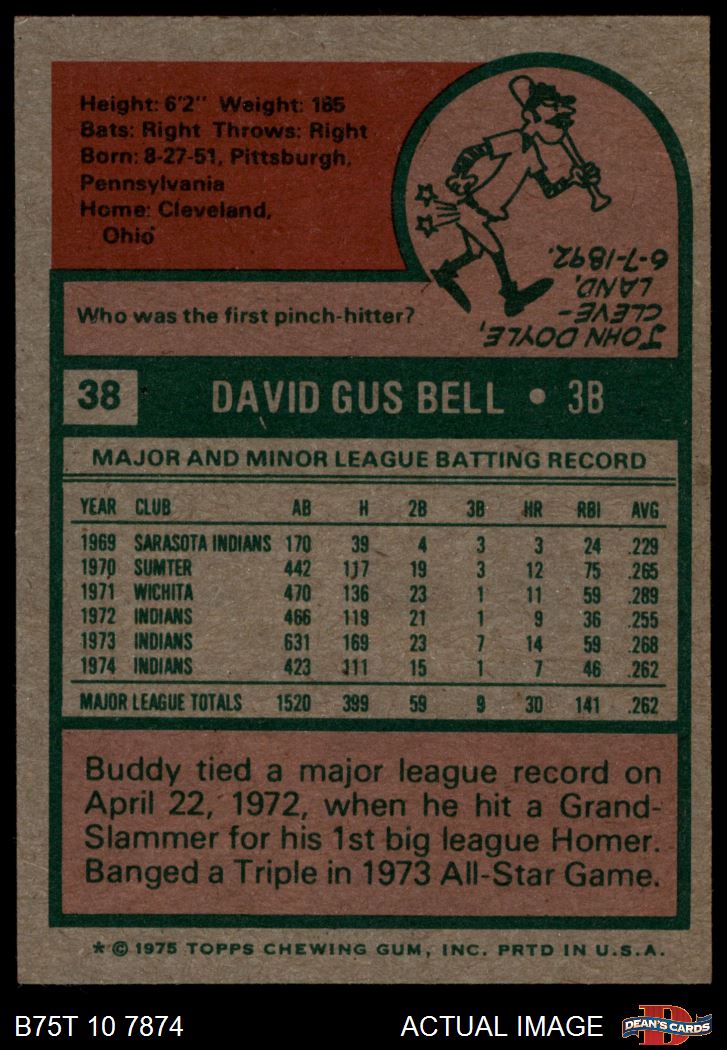 Height: 6'2" Weight: 185
Bats: Right Throws: Right
Born: 8-27-51, Pittsburgh,
Pennsylvania
Home: Cleveland,
Ohio
Who was the first pinch-hitter?
JOHN DOYLE,
CLEVE-
LAND,
6-7-1892.
38 DAVID GUS BELL • 3B
MAJOR AND MINOR LEAGUE BATTING RECORD
YEAR CLUB AB H 2B 3B HR RBI AVG
1969 SARASOTA INDIANS 170 39 4 3 3 24 .229
1970 SUMTER 442 117 19 3 12 75 .265
1971 WICHITA 470 136 23 1 11 59 .289
1972 INDIANS 466 119 21 1 9 36 .255
1973 INDIANS 631 169 23 7 14 59 .268
1974 INDIANS 423 111 15 1 7 46 .262
MAJOR LEAGUE TOTALS 1520 399 59 9 30 141 .262
Buddy tied a major league record on
April 22, 1972, when he hit a Grand-
Slammer for his 1st big league Homer.
Banged a Triple in 1973 All-Star Game.
* © 1975 TOPPS CHEWING GUM, INC. PRTD IN U.S.A.
B75T 10 7874 ACTUAL IMAGE
D
DEAN'S CARDS